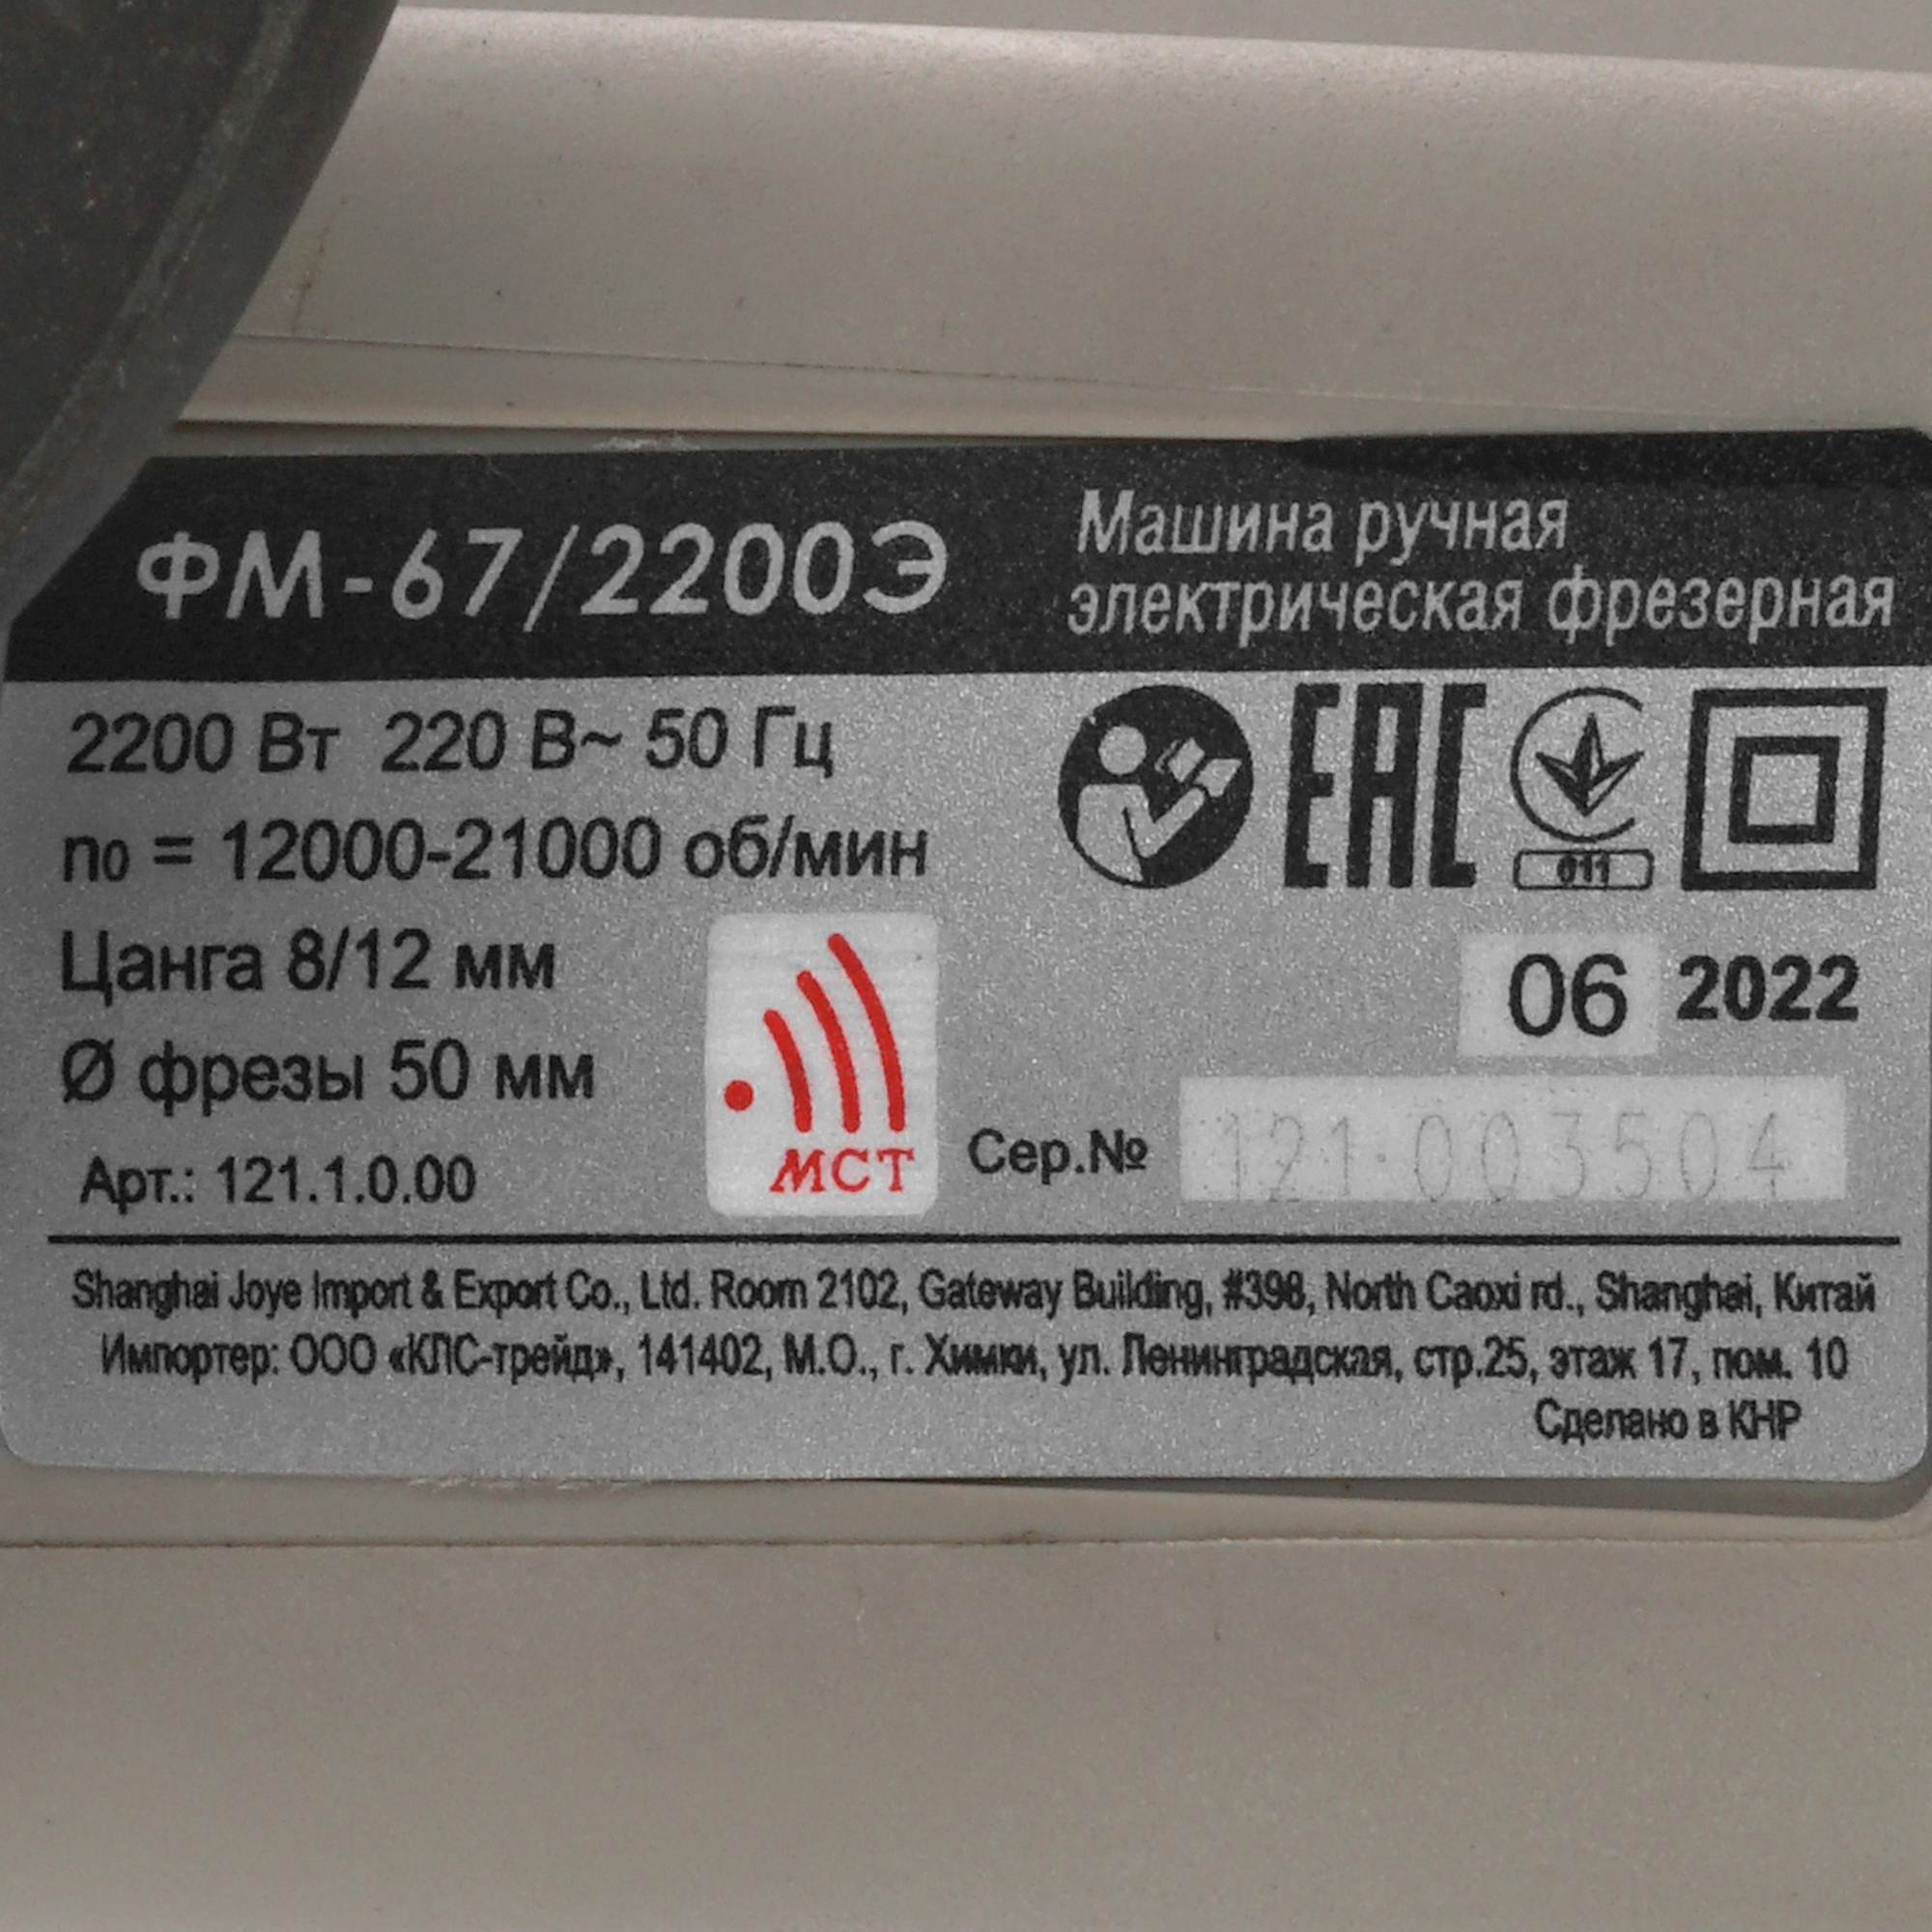 ФМ-67/2200Э
Машина ручная
электрическая фрезерная
2200 Вт 220 В~ 50 Гц
n₀ = 12000-21000 об/мин
Цанга 8/12 мм
Ø фрезы 50 мм
Арт.: 121.1.0.00
МСТ
ЕАС
011
06 2022
Сер.№ 121.003504
Shanghai Joye Import & Export Co., Ltd. Room 2102, Gateway Building, #398, North Caoxi rd., Shanghai, Китай
Импортер: ООО «КЛС-трейд», 141402, М.О., г. Химки, ул. Ленинградская, стр.25, этаж 17, пом. 10
Сделано в КНР